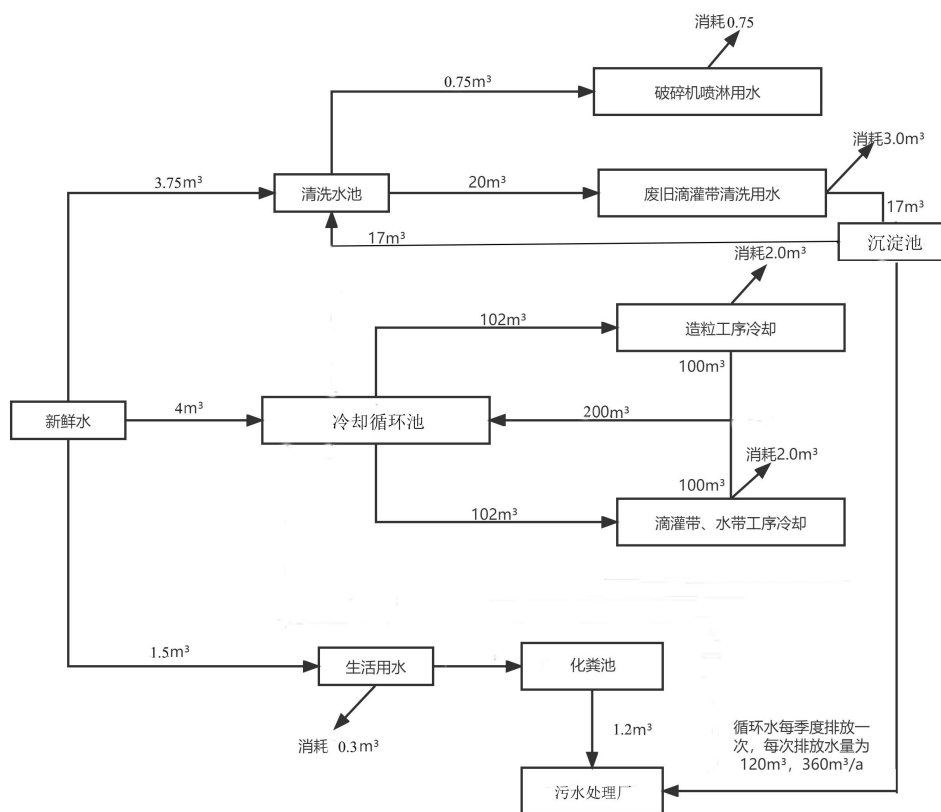 消耗0.75
0.75m³
破碎机喷淋用水
消耗3.0m³
3.75m³
清洗水池
20m³
废旧滴灌带清洗用水
17m³
17m³
沉淀池
消耗2.0m³
102m³
造粒工序冷却
100m³
新鲜水
4m³
冷却循环池
200m³
消耗2.0m³
100m³
102m³
滴灌带、水带工序冷却
1.5m³
生活用水
化粪池
消耗 0.3m³
1.2m³
循环水每季度排放一
次，每次排放水量为
120m³，360m³/a
污水处理厂